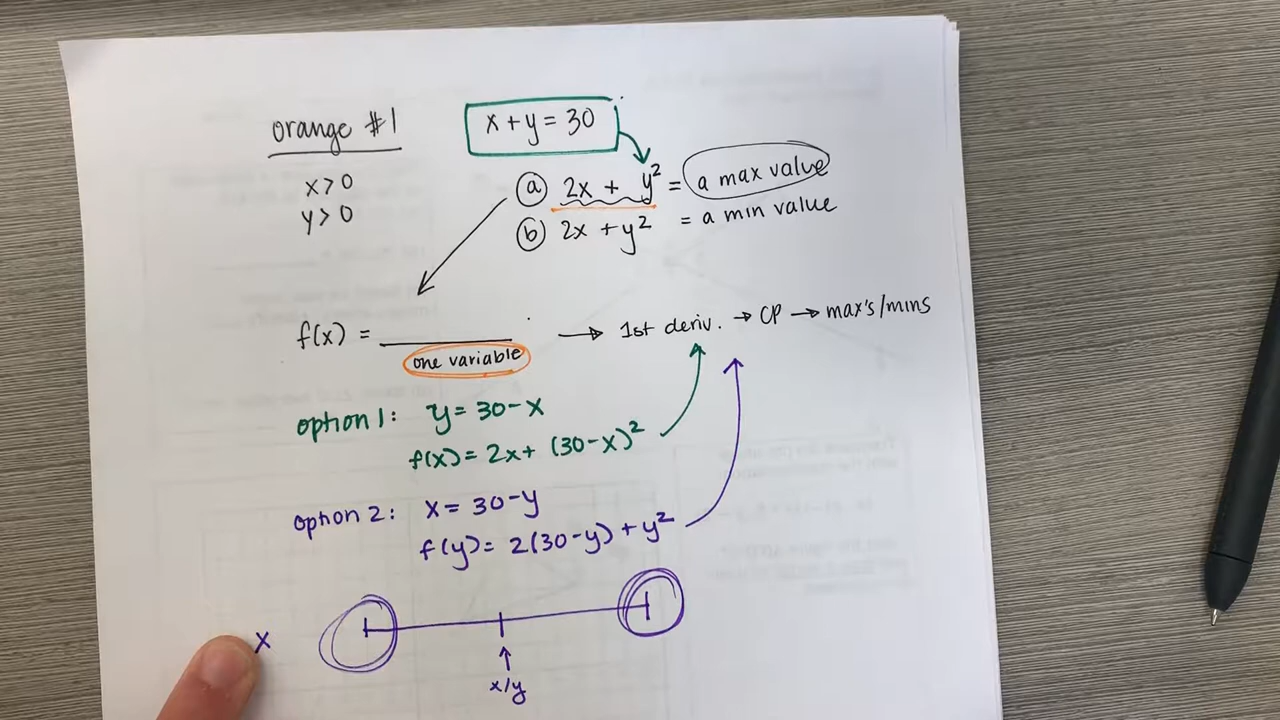 orange #1
x + y = 30
x > 0
y > 0
(a) 2x + y² = a max value
(b) 2x + y² = a min value
f(x) = ________ → 1st deriv. → CP → max's/mins
one variable
option 1: y = 30 - x
f(x) = 2x + (30-x)²
option 2: x = 30 - y
f(y) = 2(30-y) + y²
x
x/y